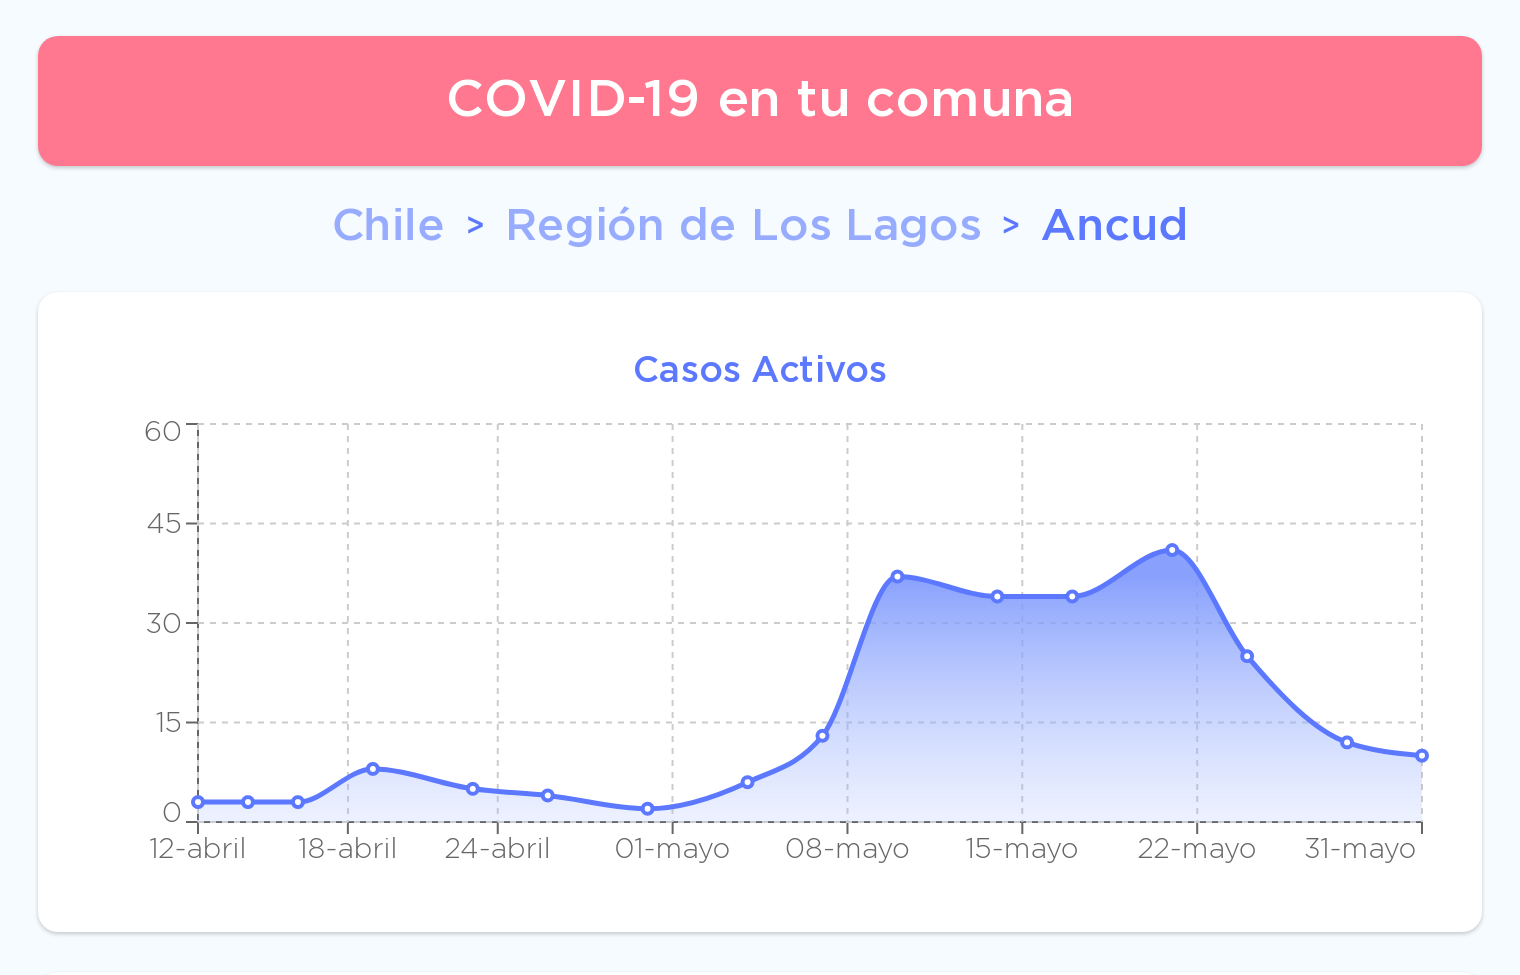 COVID-19 en tu comuna
Chile > Región de Los Lagos > Ancud
Casos Activos
60
45
30
15
0
12-abril 18-abril 24-abril 01-mayo 08-mayo 15-mayo 22-mayo 31-mayo